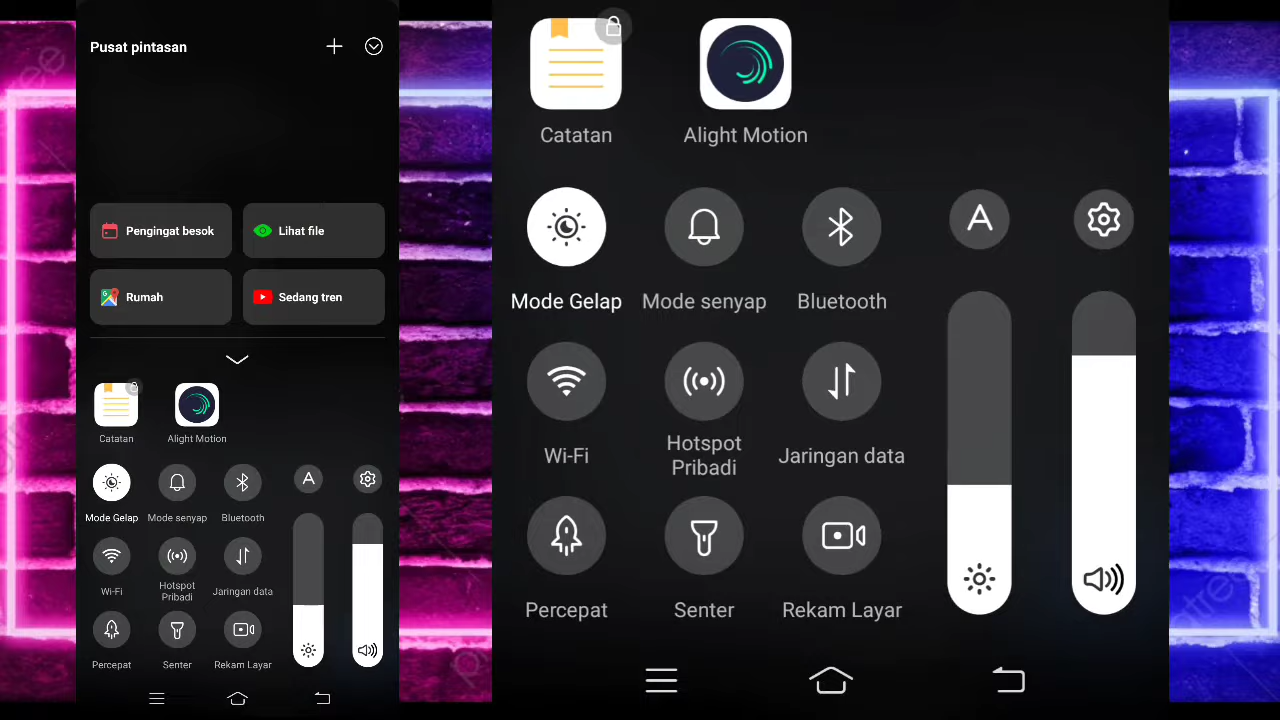 Pusat pintasan
Pengingat besok
Lihat file
Rumah
Sedang tren
Catatan
Alight Motion
A
Mode Gelap
Mode senyap
Bluetooth
Wi-Fi
Hotspot
Pribadi
Jaringan data
Percepat
Senter
Rekam Layar
Catatan
Alight Motion
A
Mode Gelap
Mode senyap
Bluetooth
Wi-Fi
Hotspot
Pribadi
Jaringan data
Percepat
Senter
Rekam Layar